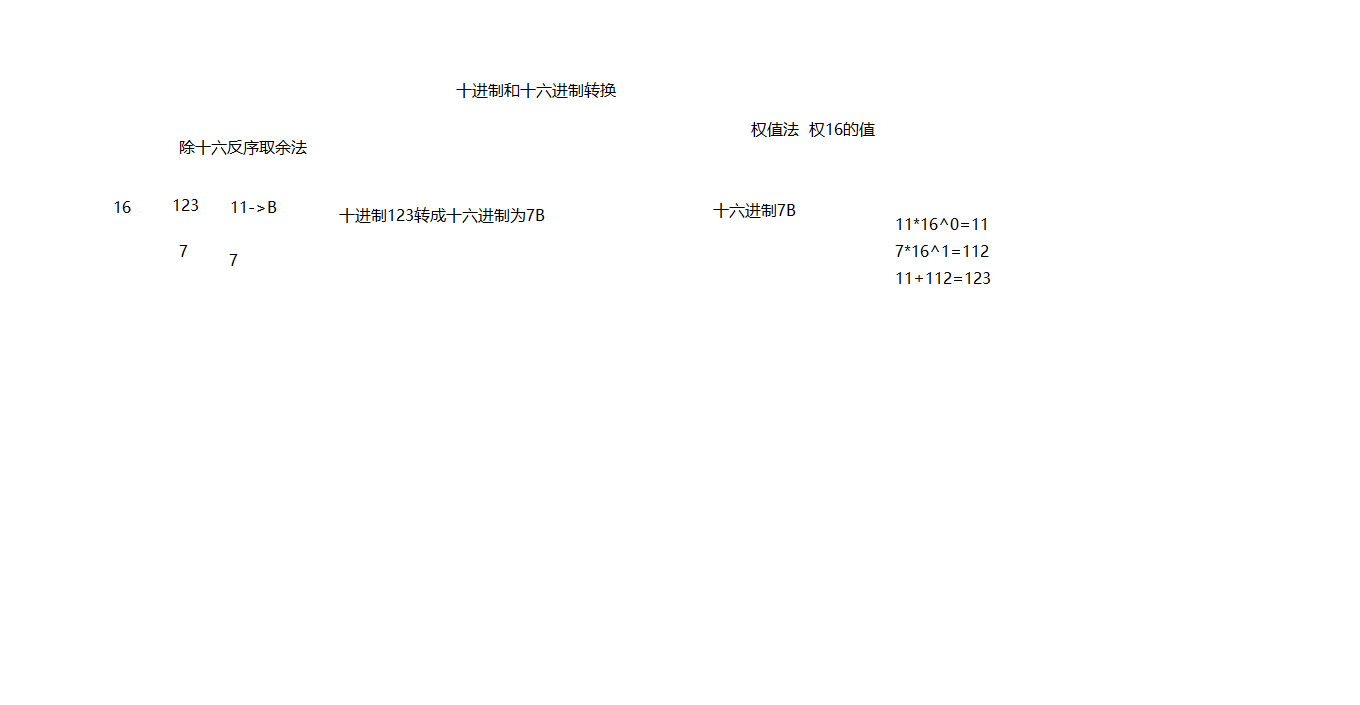 十进制和十六进制转换
权值法 权16的值
除十六反序取余法
16 123 11->B
十进制123转成十六进制为7B
7
7
十六进制7B
11*16^0=11
7*16^1=112
11+112=123